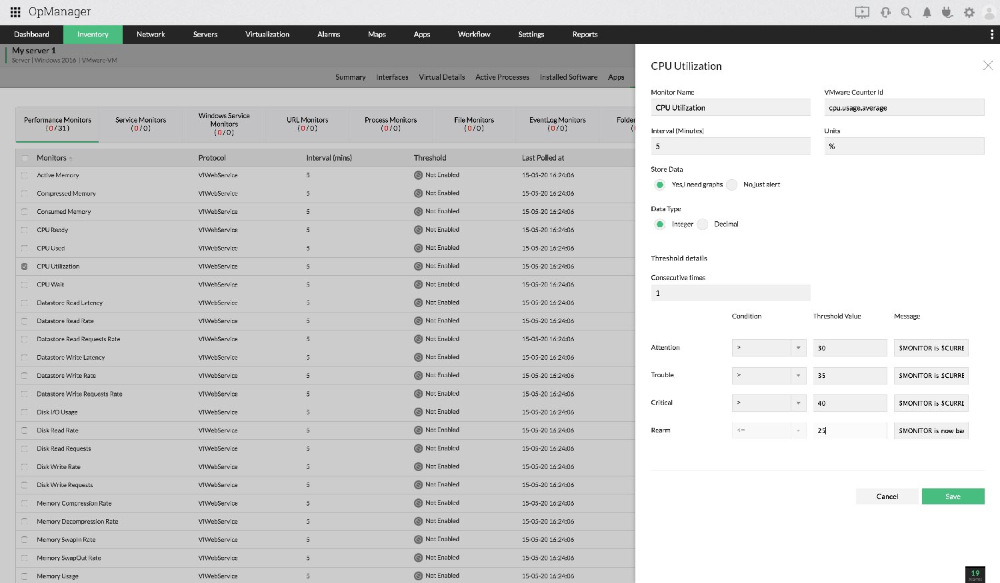 OpManager
Dashboard Inventory Network Servers Virtualization Alarms Maps Apps Workflow Settings Reports
My server 1
Server | Windows 2016 | VMware-VM
Summary Interfaces Virtual Details Active Processes Installed Software Apps
Performance Monitors (0/31)
Service Monitors (0/0)
Windows Service Monitors (0/0)
URL Monitors (0/0)
Process Monitors (0/0)
File Monitors (0/0)
EventLog Monitors (0/0)
Folder
Monitors Protocol Interval (mins) Threshold Last Polled at
Active Memory VIWebService 5 Not Enabled 15-05-20 16:24:06
Compressed Memory VIWebService 5 Not Enabled 15-05-20 16:24:06
Consumed Memory VIWebService 5 Not Enabled 15-05-20 16:24:06
CPU Ready VIWebService 5 Not Enabled 15-05-20 16:24:06
CPU Used VIWebService 5 Not Enabled 15-05-20 16:24:06
CPU Utilization VIWebService 5 Not Enabled 15-05-20 16:24:06
CPU Wait VIWebService 5 Not Enabled 15-05-20 16:24:06
Datastore Read Latency VIWebService 5 Not Enabled 15-05-20 16:24:06
Datastore Read Rate VIWebService 5 Not Enabled 15-05-20 16:24:06
Datastore Read Requests Rate VIWebService 5 Not Enabled 15-05-20 16:24:06
Datastore Write Latency VIWebService 5 Not Enabled 15-05-20 16:24:06
Datastore Write Rate VIWebService 5 Not Enabled 15-05-20 16:24:06
Datastore Write Requests Rate VIWebService 5 Not Enabled 15-05-20 16:24:06
Disk I/O Usage VIWebService 5 Not Enabled 15-05-20 16:24:06
Disk Read Rate VIWebService 5 Not Enabled 15-05-20 16:24:06
Disk Read Requests VIWebService 5 Not Enabled 15-05-20 16:24:06
Disk Write Rate VIWebService 5 Not Enabled 15-05-20 16:24:06
Disk Write Requests VIWebService 5 Not Enabled 15-05-20 16:24:06
Memory Compression Rate VIWebService 5 Not Enabled 15-05-20 16:24:06
Memory Decompression Rate VIWebService 5 Not Enabled 15-05-20 16:24:06
Memory SwapIn Rate VIWebService 5 Not Enabled 15-05-20 16:24:06
Memory SwapOut Rate VIWebService 5 Not Enabled 15-05-20 16:24:06
Memory Usage VIWebService 5 Not Enabled 15-05-20 16:24:06
CPU Utilization
Monitor Name VMware Counter Id
CPU Utilization cpu.usage.average
Interval (Minutes) Units
5 %
Store Data
Yes,I need graphs No,just alert
Data Type
Integer Decimal
Threshold details
Consecutive times
1
Condition Threshold Value Message
Attention > 30 $MONITOR is $CURRE
Trouble > 35 $MONITOR is $CURRE
Critical > 40 $MONITOR is $CURRE
Rearm <= 25 $MONITOR is now ba
Cancel Save
19
Alarms